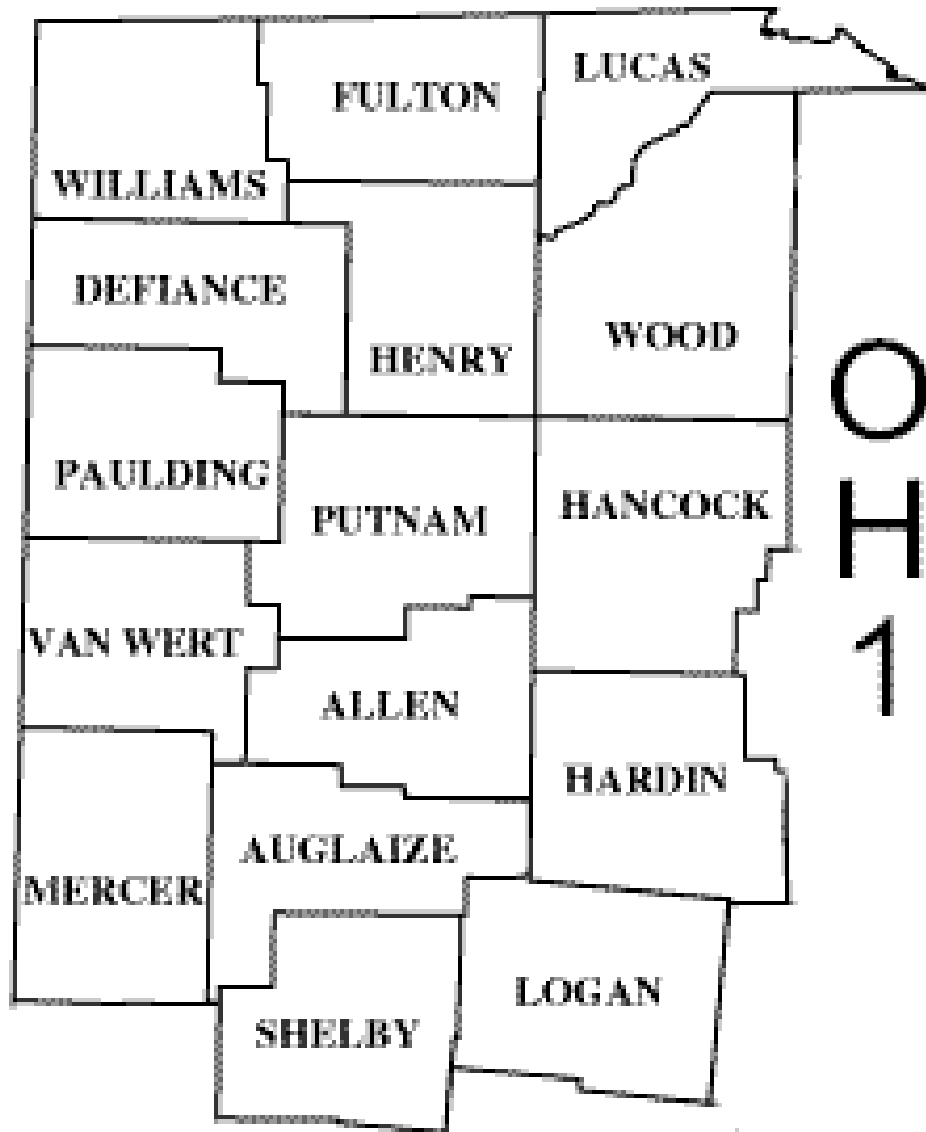 LUCAS
FULTON
WILLIAMS
DEFIANCE
HENRY
WOOD
PAULDING
PUTNAM
HANCOCK
VAN WERT
ALLEN
HARDIN
AUGLAIZE
MERCER
LOGAN
SHELBY
O
H
1